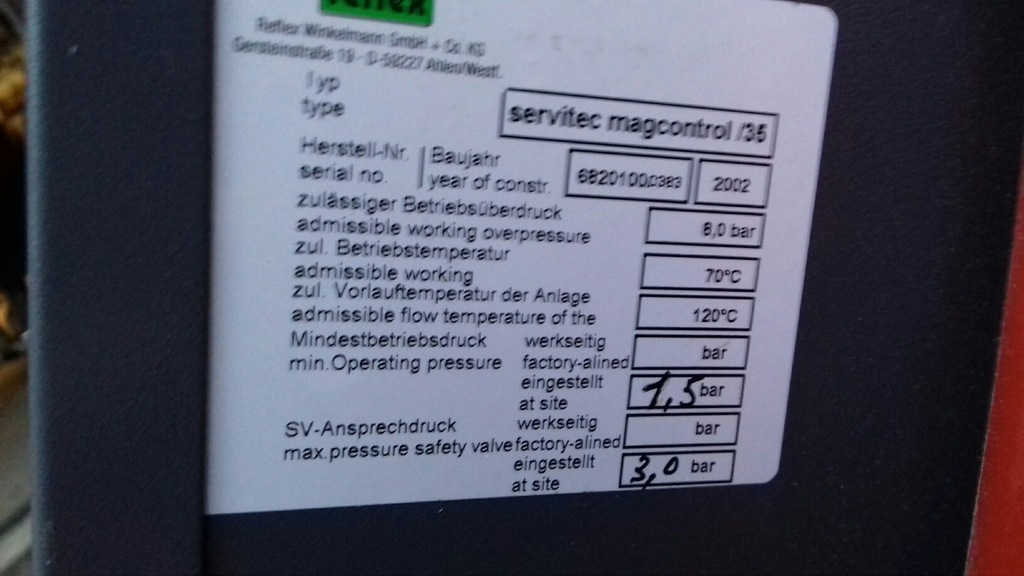 reflex
Reflex Winkelmann GmbH + Co. KG
Gersteinstraße 19 · D-59227 Ahlen/Westf.
Typ
type
servitec magcontrol /35
Herstell-Nr.
serial no.
Baujahr
year of constr.
2002
zulässiger Betriebsüberdruck
admissible working overpressure
8,0 bar
zul. Betriebstemperatur
admissible working
70°C
zul. Vorlauftemperatur der Anlage
admissible flow temperature of the
120°C
Mindestbetriebsdruck werkseitig
min.Operating pressure factory-alined
bar
eingestellt
at site
1,5 bar
SV-Ansprechdruck werkseitig
max.pressure safety valve factory-alined
bar
eingestellt
at site
3,0 bar